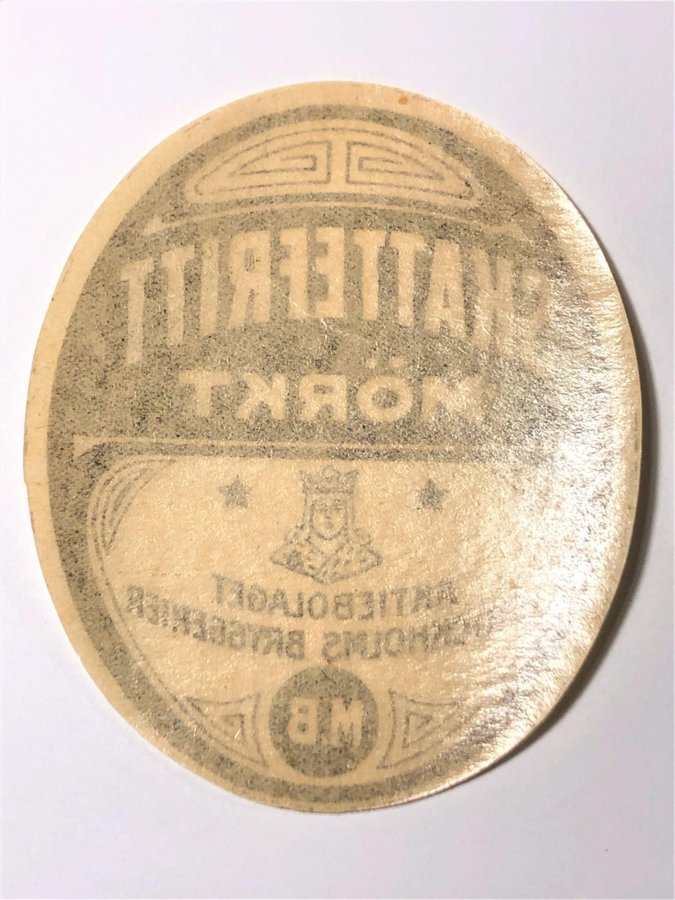 SKATTEFRITT
MÖRKT
AKTIEBOLAGET
STOCKHOLMS BRYGGERIER
M.B